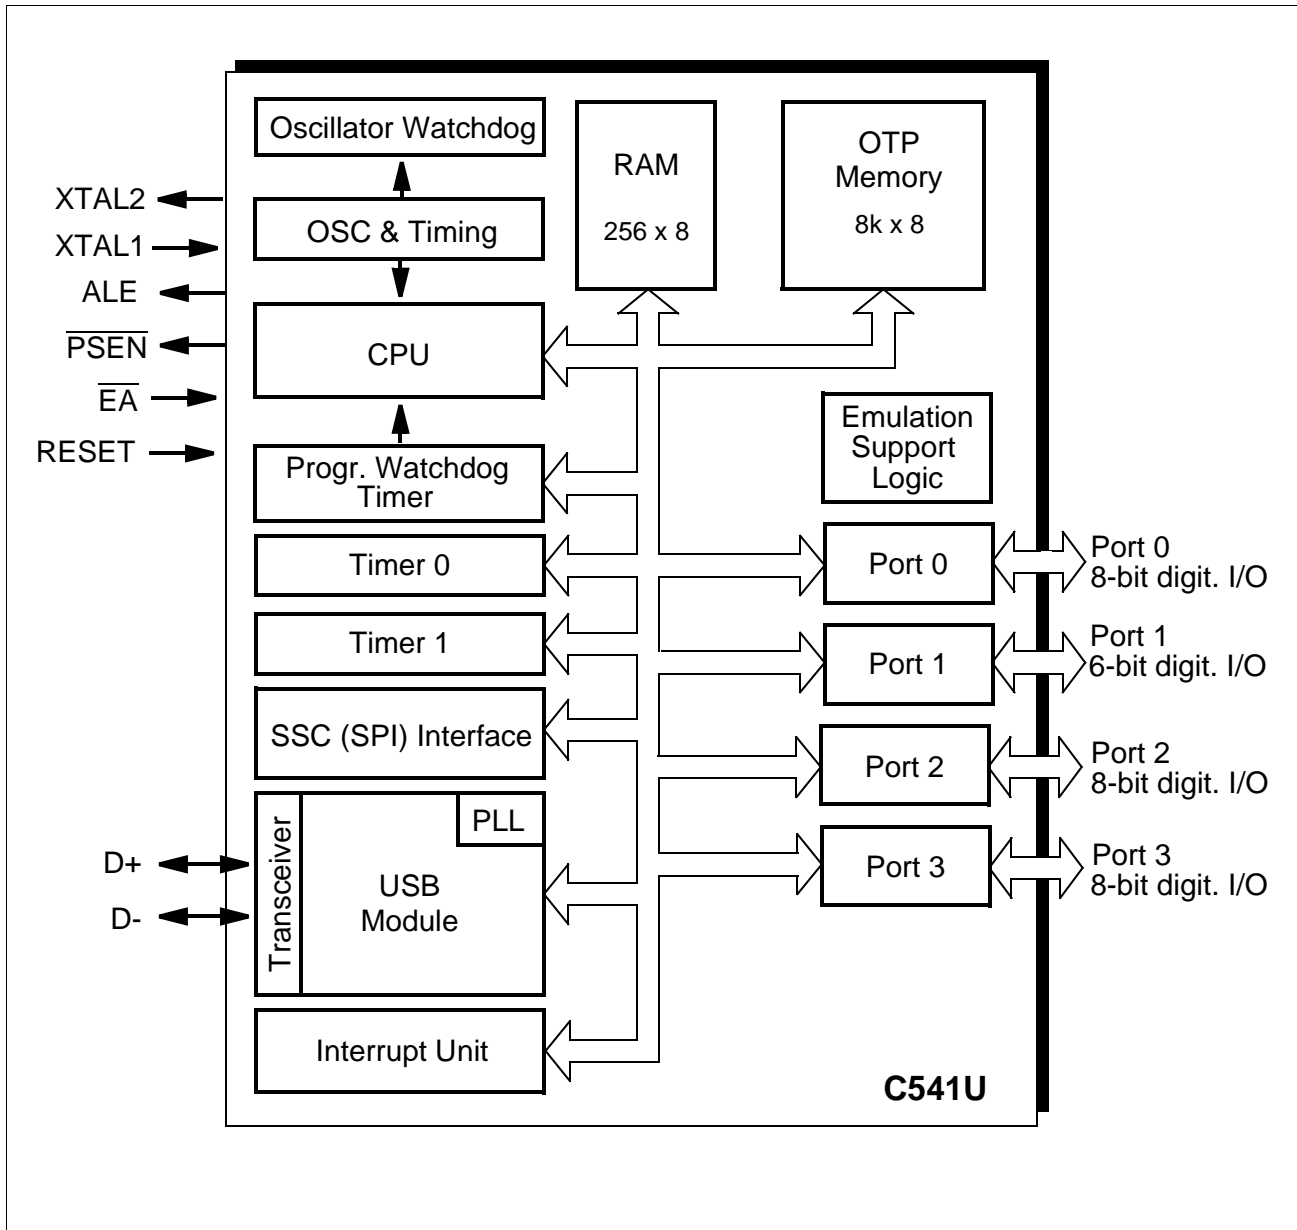 Oscillator Watchdog
OSC & Timing
CPU
Progr. Watchdog
Timer
Timer 0
Timer 1
SSC (SPI) Interface
Transceiver
PLL
USB
Module
Interrupt Unit
RAM
256 x 8
OTP
Memory
8k x 8
Emulation
Support
Logic
Port 0
Port 1
Port 2
Port 3
C541U
XTAL2
XTAL1
ALE
PSEN
EA
RESET
D+
D-
Port 0
8-bit digit. I/O
Port 1
6-bit digit. I/O
Port 2
8-bit digit. I/O
Port 3
8-bit digit. I/O